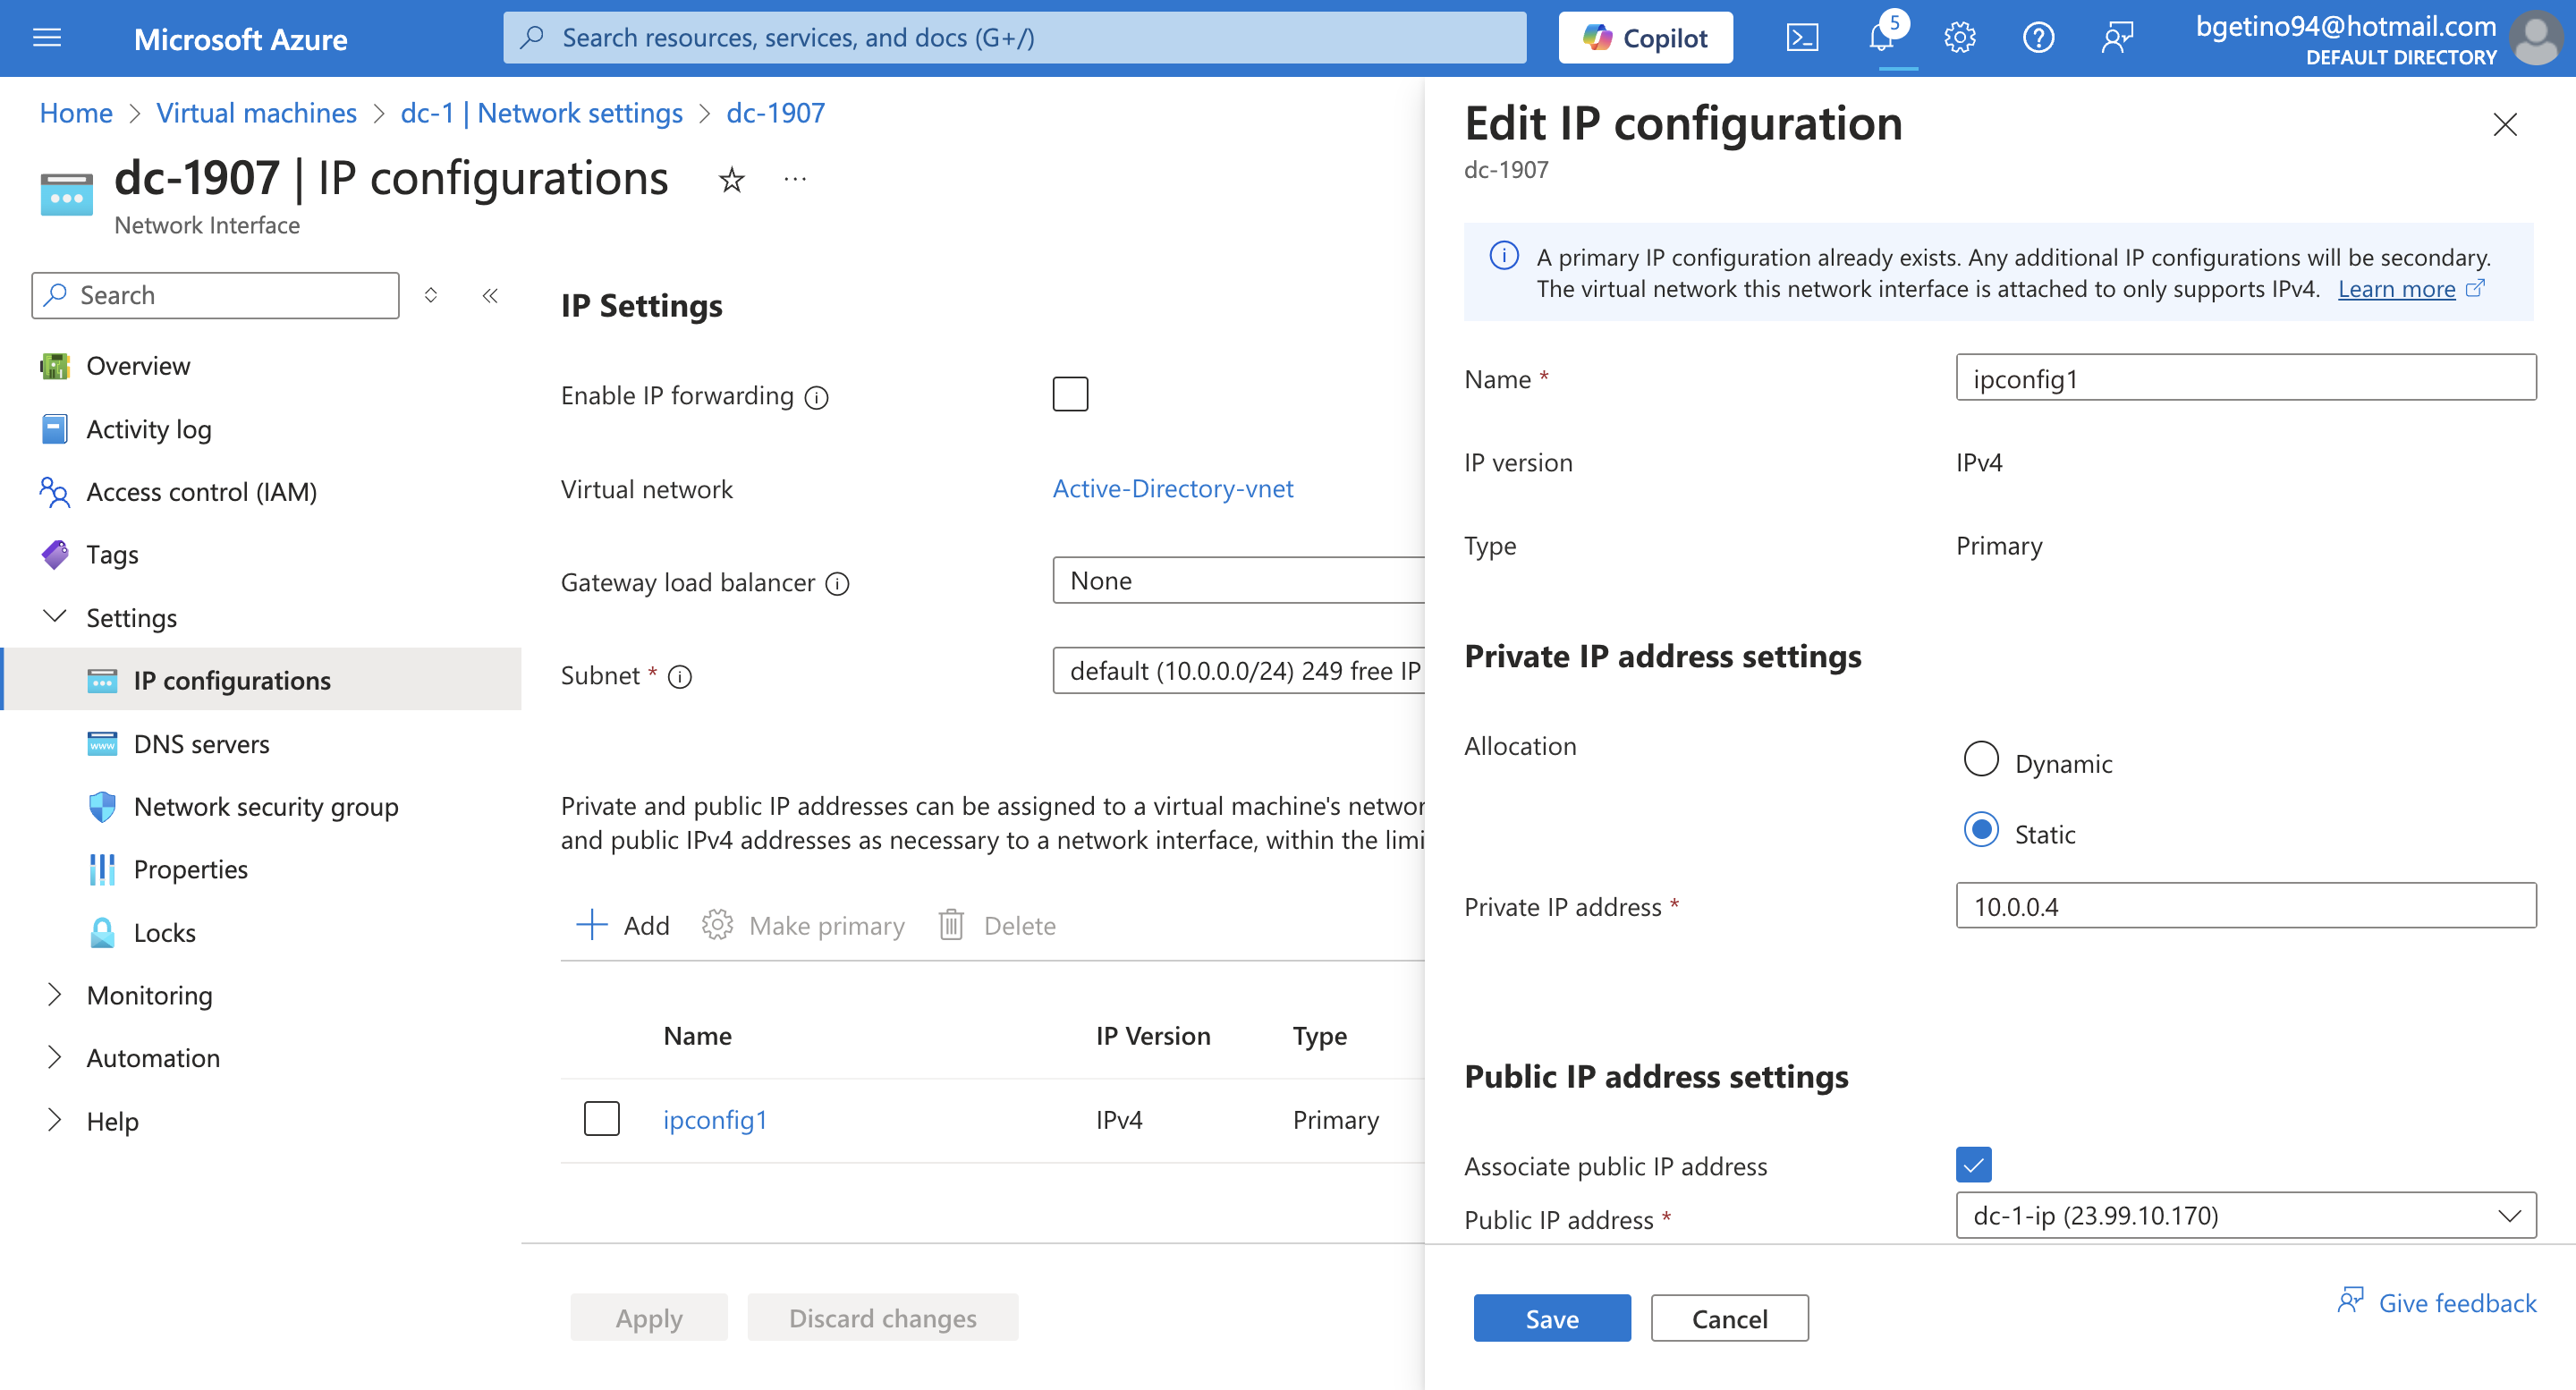 Microsoft Azure
Search resources, services, and docs (G+/)
Copilot
5
bgetino94@hotmail.com
DEFAULT DIRECTORY
Home > Virtual machines > dc-1 | Network settings > dc-1907
dc-1907 | IP configurations
Network Interface
Search
Overview
Activity log
Access control (IAM)
Tags
Settings
IP configurations
DNS servers
Network security group
Properties
Locks
Monitoring
Automation
Help
IP Settings
Enable IP forwarding
Virtual network
Active-Directory-vnet
Gateway load balancer
None
Subnet *
default (10.0.0.0/24) 249 free IP
Private and public IP addresses can be assigned to a virtual machine's networ
and public IPv4 addresses as necessary to a network interface, within the limi
Add
Make primary
Delete
Name IP Version Type
ipconfig1 IPv4 Primary
Apply
Discard changes
Edit IP configuration
dc-1907
A primary IP configuration already exists. Any additional IP configurations will be secondary.
The virtual network this network interface is attached to only supports IPv4. Learn more
Name *
ipconfig1
IP version
IPv4
Type
Primary
Private IP address settings
Allocation
Dynamic
Static
Private IP address *
10.0.0.4
Public IP address settings
Associate public IP address
Public IP address *
dc-1-ip (23.99.10.170)
Save
Cancel
Give feedback